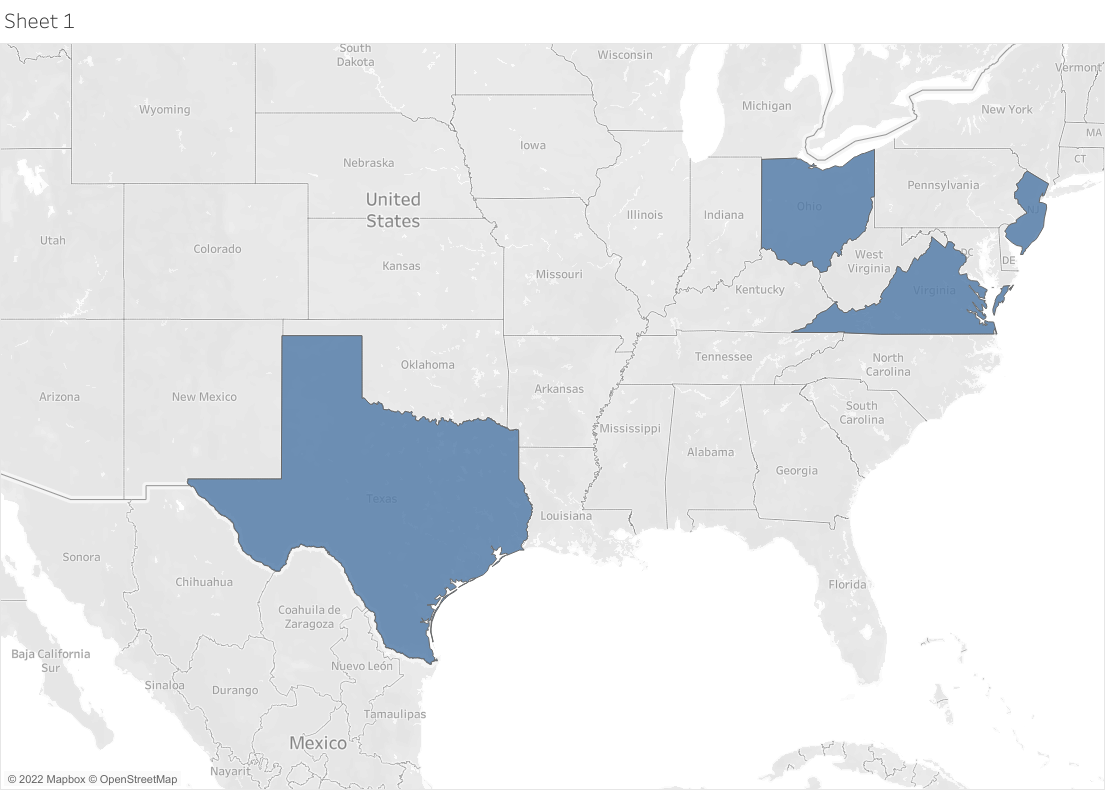 Sheet 1
South
Dakota
Wisconsin
Vermont
Wyoming
Michigan
New York
MA
Iowa
CT
Nebraska
Pennsylvania
United
States
Ohio
NJ
Illinois
Indiana
Utah
Colorado
Kansas
West
Virginia
DC
DE
Missouri
Kentucky
Virginia
Tennessee
North
Carolina
Oklahoma
Arkansas
Arizona
New Mexico
South
Carolina
Mississippi
Alabama
Georgia
Texas
Louisiana
Sonora
Chihuahua
Florida
Coahuila de
Zaragoza
Baja California
Sur
Nuevo León
Sinaloa
Durango
Tamaulipas
Mexico
Nayarit
© 2022 Mapbox © OpenStreetMap